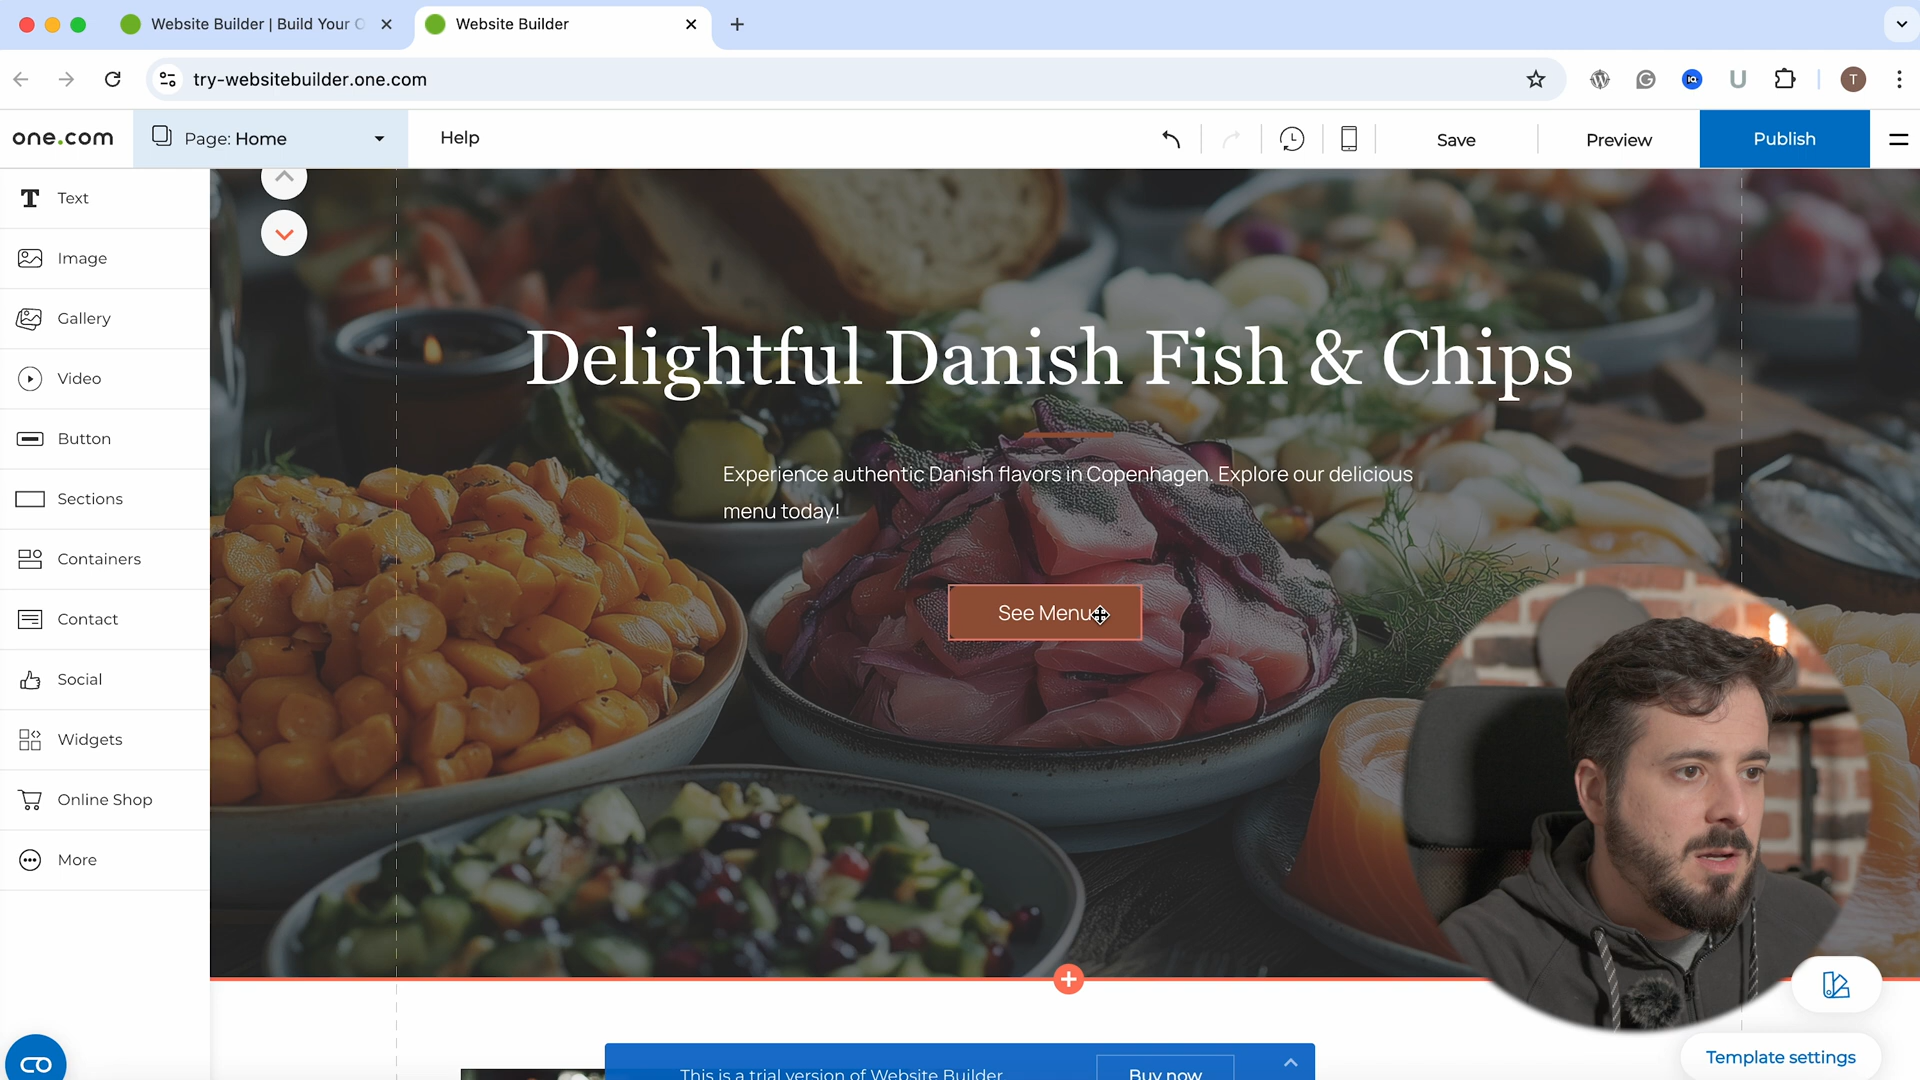 Website Builder | Build Your O
Website Builder
try-websitebuilder.one.com
T
one.com
Page: Home
Help
Save
Preview
Publish
Text
Image
Gallery
Video
Button
Sections
Containers
Contact
Social
Widgets
Online Shop
More
Delightful Danish Fish & Chips
Experience authentic Danish flavors in Copenhagen. Explore our delicious
menu today!
See Menu
This is a trial version of Website Builder
Buy now
Template settings